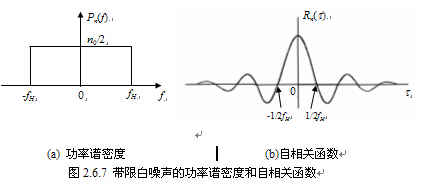 Pn(f)
Rn(τ)
n0/2
-fH
0
fH
f
0
τ
-1/2fH
1/2fH
(a) 功率谱密度
(b)自相关函数
图 2.6.7 带限白噪声的功率谱密度和自相关函数